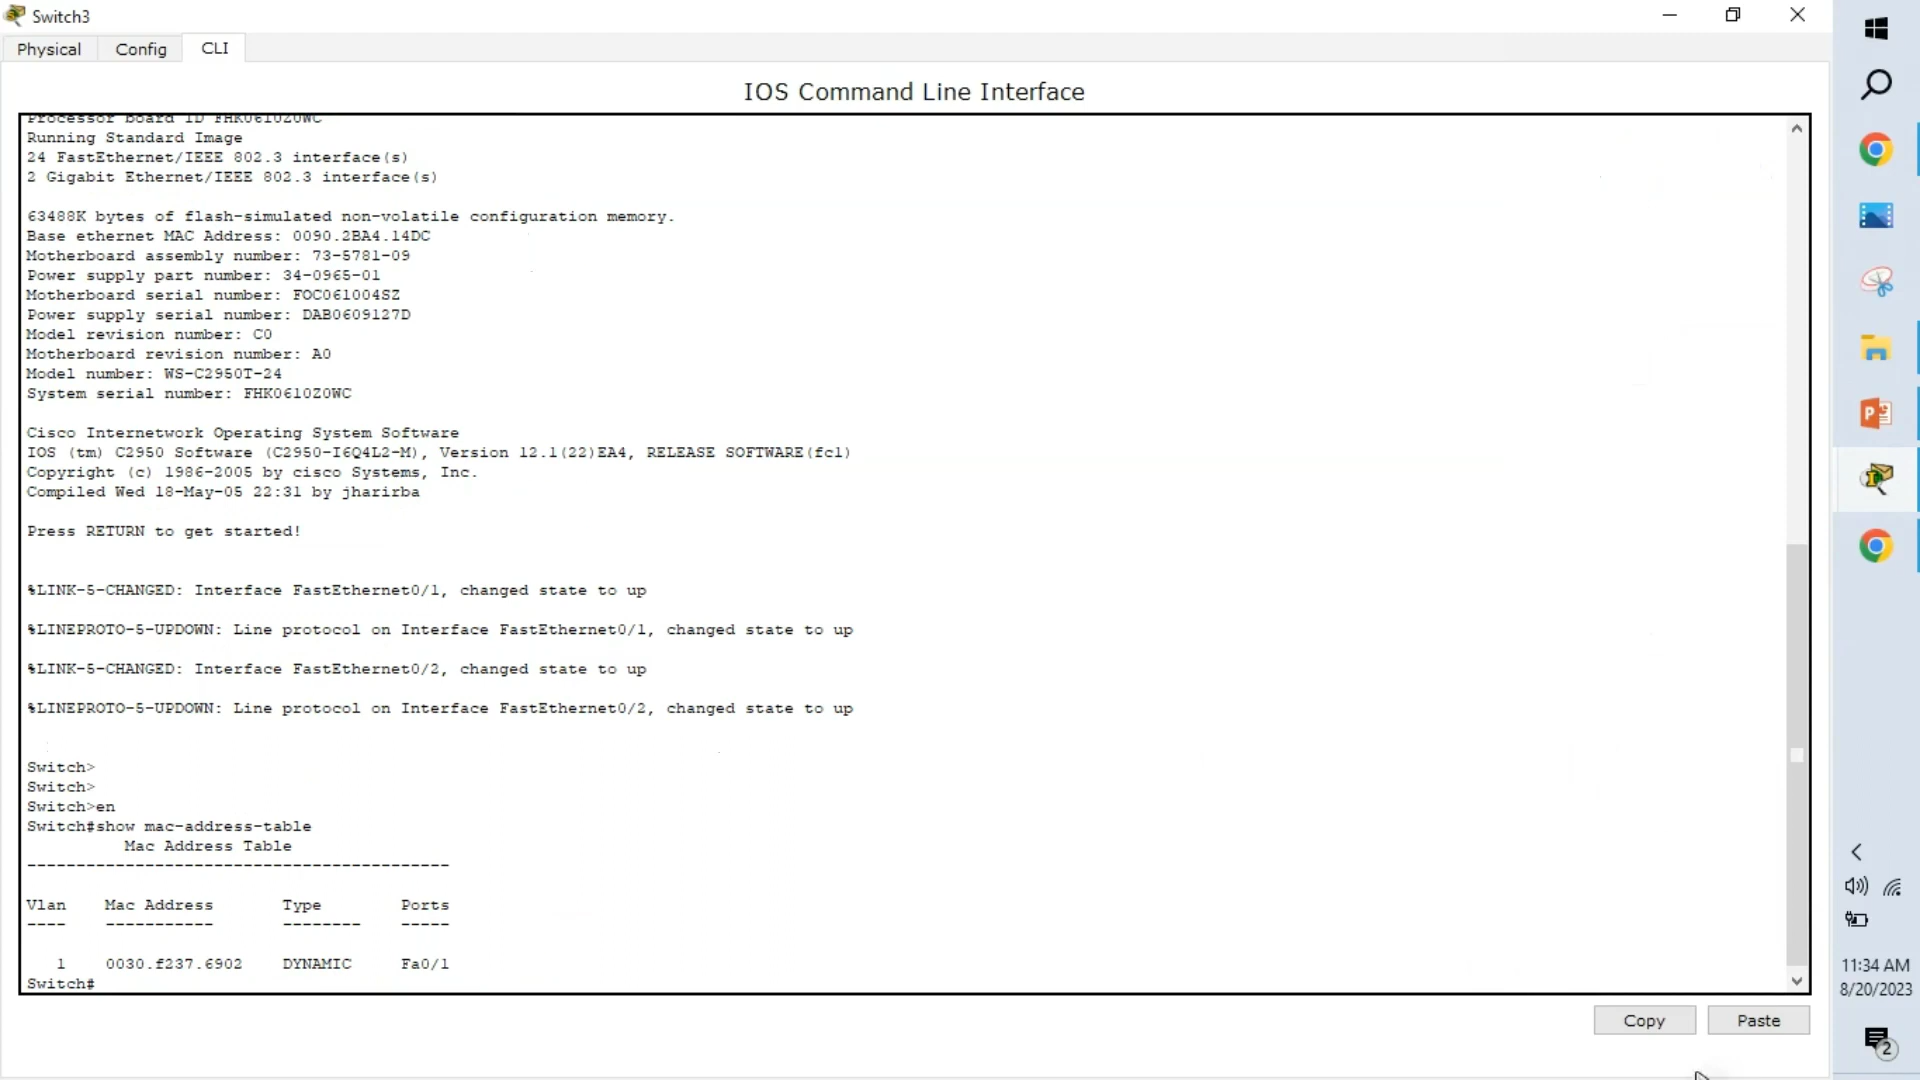 Switch3
Physical
Config
CLI
IOS Command Line Interface
Processor board ID FHK0610Z0WC
Running Standard Image
24 FastEthernet/IEEE 802.3 interface(s)
2 Gigabit Ethernet/IEEE 802.3 interface(s)
63488K bytes of flash-simulated non-volatile configuration memory.
Base ethernet MAC Address: 0090.2BA4.14DC
Motherboard assembly number: 73-5781-09
Power supply part number: 34-0965-01
Motherboard serial number: FOC061004SZ
Power supply serial number: DAB0609127D
Model revision number: C0
Motherboard revision number: A0
Model number: WS-C2950T-24
System serial number: FHK0610Z0WC
Cisco Internetwork Operating System Software
IOS (tm) C2950 Software (C2950-I6Q4L2-M), Version 12.1(22)EA4, RELEASE SOFTWARE(fc1)
Copyright (c) 1986-2005 by cisco Systems, Inc.
Compiled Wed 18-May-05 22:31 by jharirba
Press RETURN to get started!
%LINK-5-CHANGED: Interface FastEthernet0/1, changed state to up
%LINEPROTO-5-UPDOWN: Line protocol on Interface FastEthernet0/1, changed state to up
%LINK-5-CHANGED: Interface FastEthernet0/2, changed state to up
%LINEPROTO-5-UPDOWN: Line protocol on Interface FastEthernet0/2, changed state to up
Switch>
Switch>
Switch>en
Switch#show mac-address-table
Mac Address Table
-------------------------------------------
Vlan Mac Address Type Ports
---- ----------- -------- -----
1 0030.f237.6902 DYNAMIC Fa0/1
Switch#
Copy
Paste
11:34 AM
8/20/2023
2